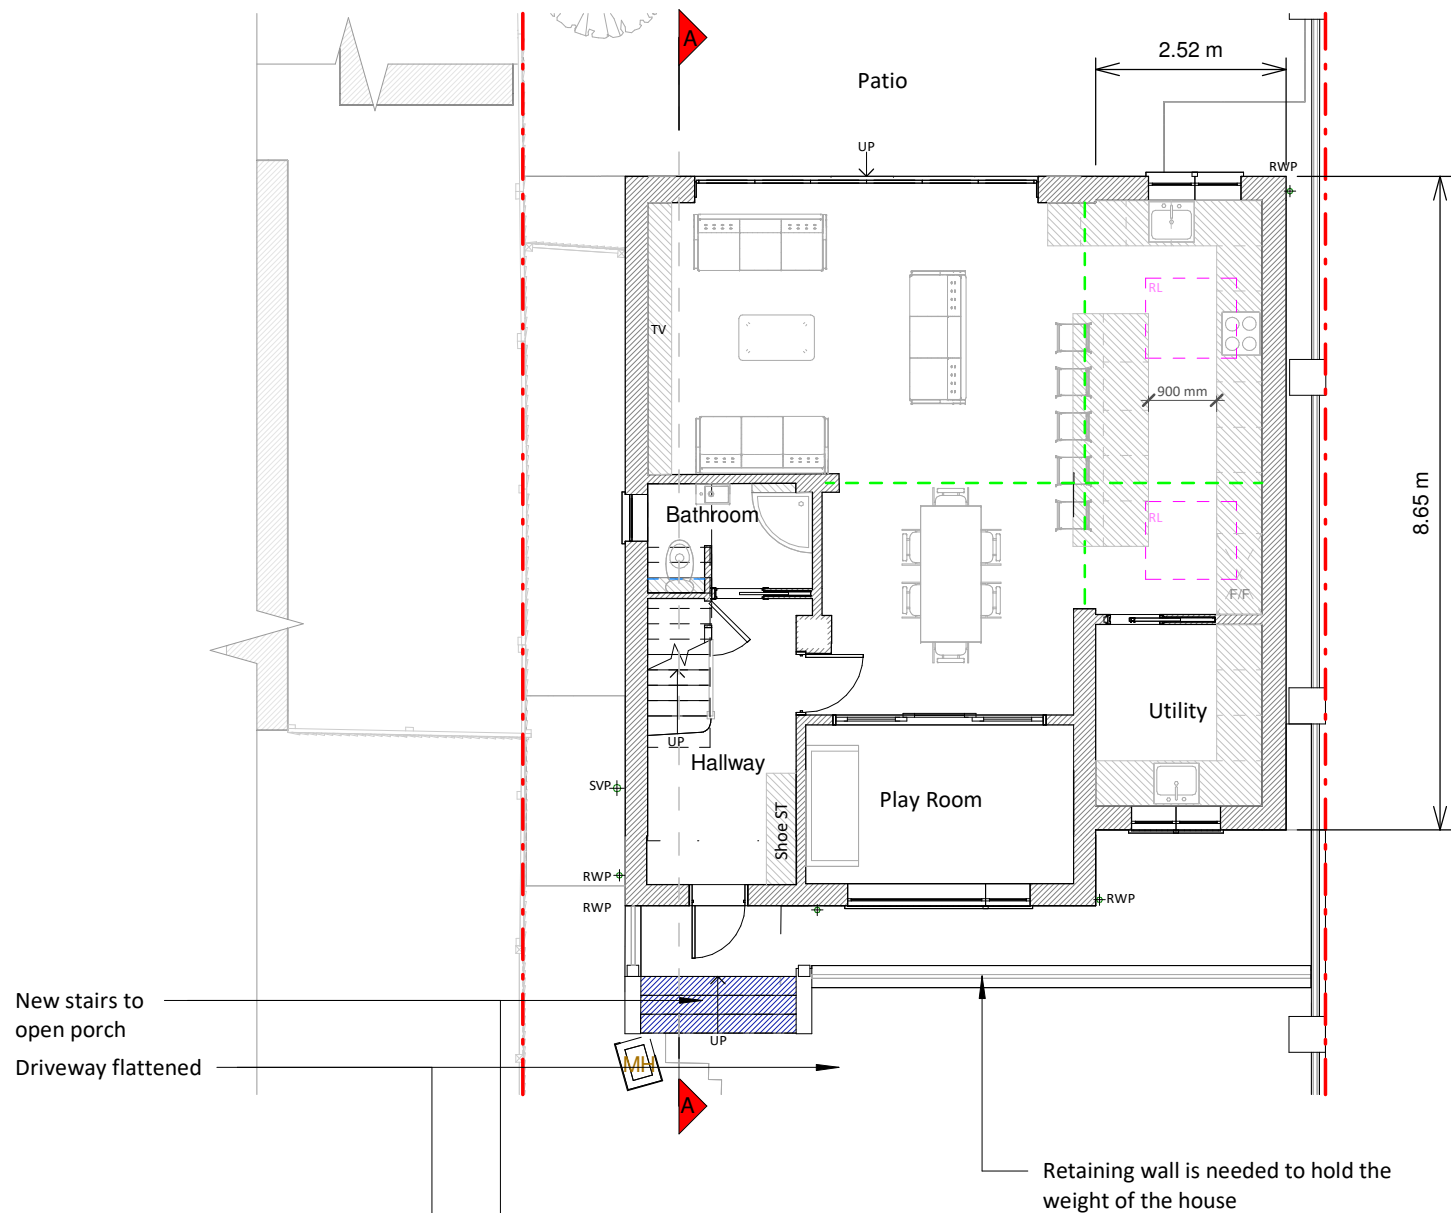 A
2.52 m
Patio
UP
RWP
RL
TV
900 mm
8.65 m
Bathroom
RL
F/F
Utility
UP
Hallway
SVP
Play Room
Shoe ST
RWP
RWP
RWP
New stairs to
open porch
UP
Driveway flattened
MH
A
Retaining wall is needed to hold the
weight of the house